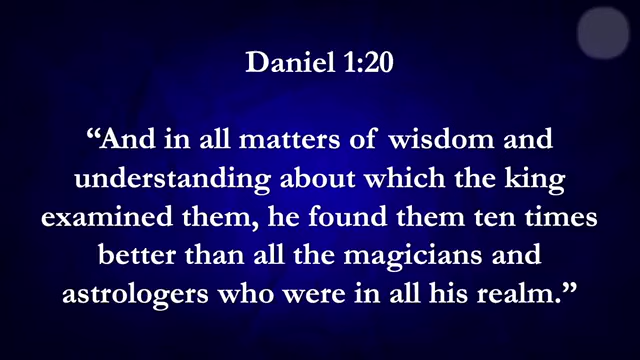 Daniel 1:20
“And in all matters of wisdom and
understanding about which the king
examined them, he found them ten times
better than all the magicians and
astrologers who were in all his realm.”